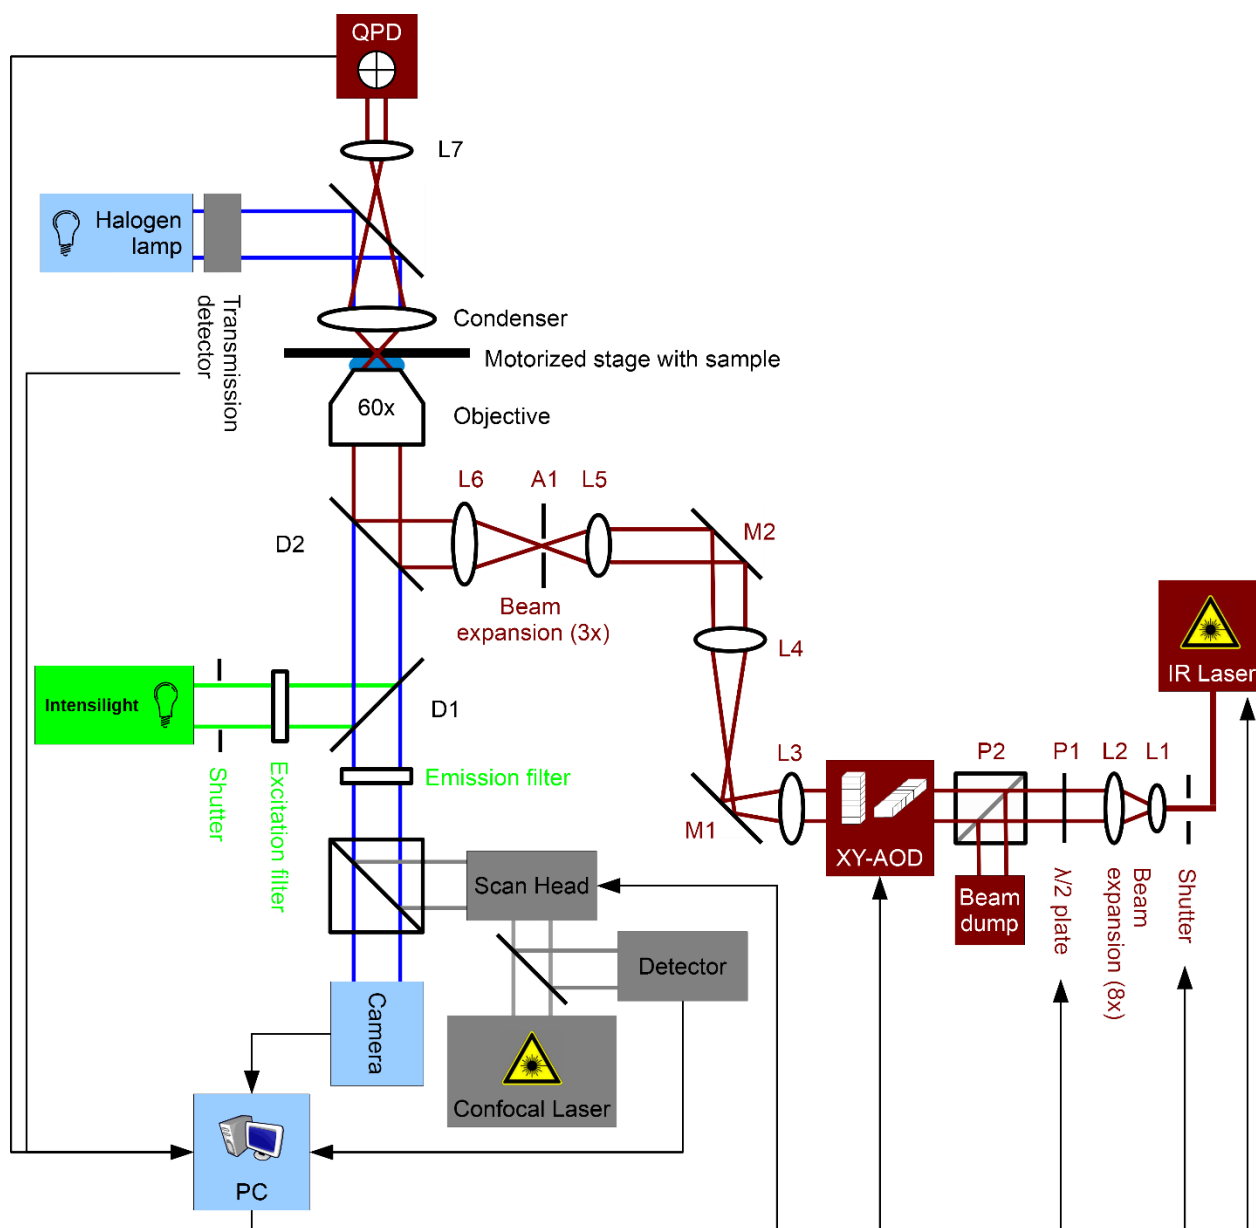 QPD
L7
Halogen
lamp
Transmission
detector
Condenser
Motorized stage with sample
60x
Objective
L6
A1
L5
M2
D2
Beam
expansion (3x)
L4
IR Laser
Intensilight
D1
Shutter
Excitation filter
Emission filter
L3
M1
XY-AOD
P2
P1
L2
L1
Beam
dump
λ/2 plate
Beam
expansion (8x)
Shutter
Scan Head
Detector
Camera
Confocal Laser
PC